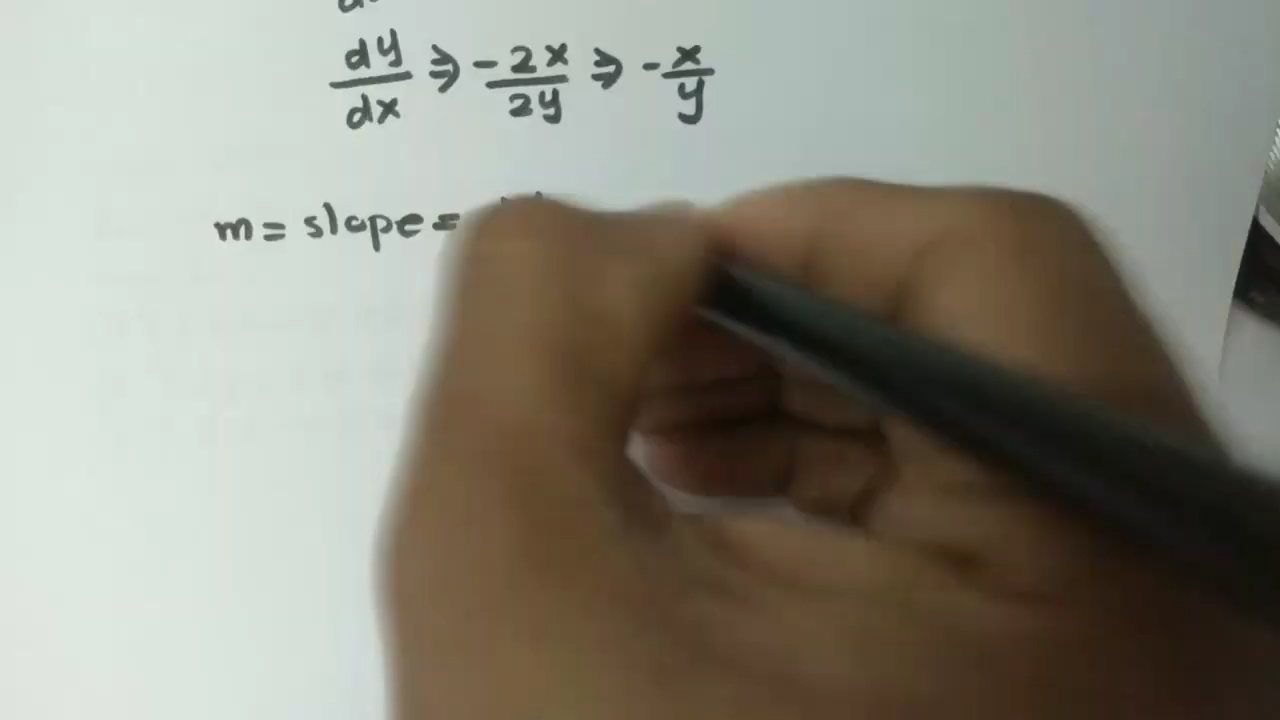 dy/dx ⇒ -2x/2y ⇒ -x/y
m = slope =